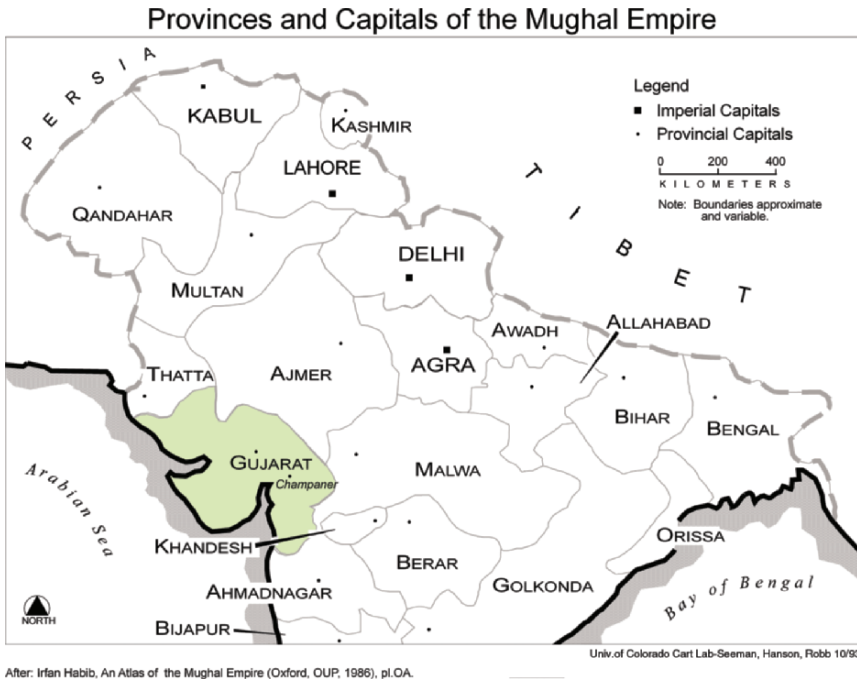 Provinces and Capitals of the Mughal Empire
PERSIA
KABUL
KASHMIR
Legend
Imperial Capitals
Provincial Capitals
0 200 400
KILOMETERS
Note: Boundaries approximate
and variable.
LAHORE
QANDAHAR
TIBET
DELHI
MULTAN
ALLAHABAD
AWADH
AGRA
THATTA
AJMER
BIHAR
BENGAL
GUJARAT
Champaner
MALWA
Arabian Sea
KHANDESH
ORISSA
BERAR
GOLKONDA
Bay of Bengal
AHMADNAGAR
NORTH
BIJAPUR
Univ.of Colorado Cart Lab-Seeman, Hanson, Robb 10/93
After: Irfan Habib, An Atlas of the Mughal Empire (Oxford, OUP, 1986), pl.OA.